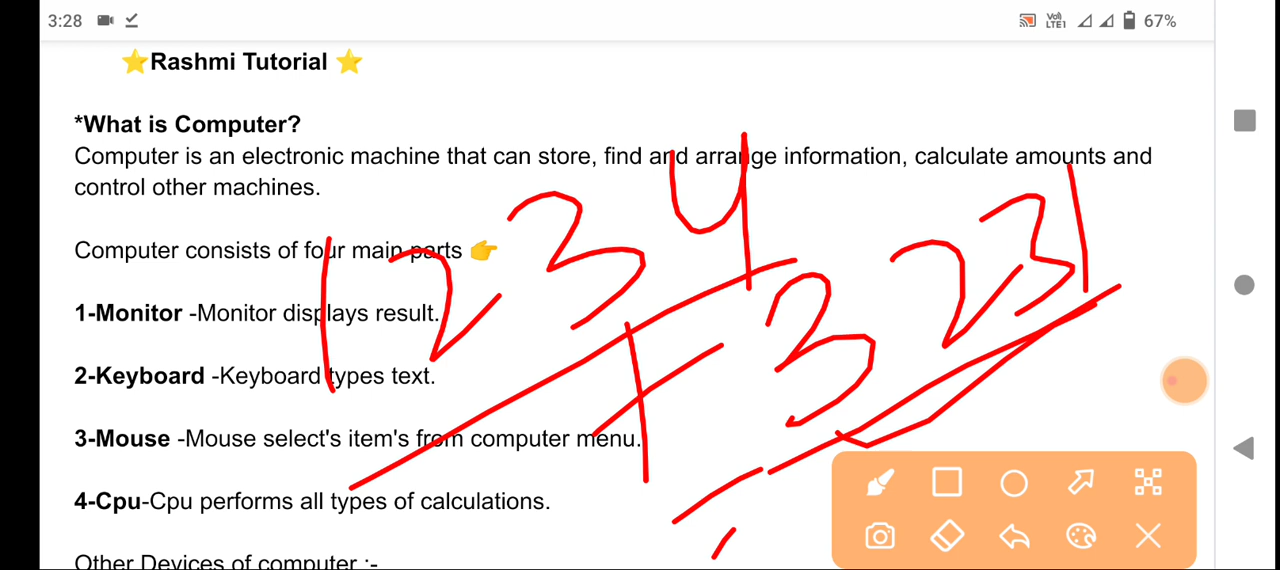 3:28 Vo) LTE1 67%
⭐Rashmi Tutorial ⭐
*What is Computer?
Computer is an electronic machine that can store, find and arrange information, calculate amounts and
control other machines.
Computer consists of four main parts 👉
1-Monitor -Monitor displays result.
2-Keyboard -Keyboard types text.
3-Mouse -Mouse select's item's from computer menu.
4-Cpu-Cpu performs all types of calculations.
Other Devices of computer :-
1234 + 3231
=